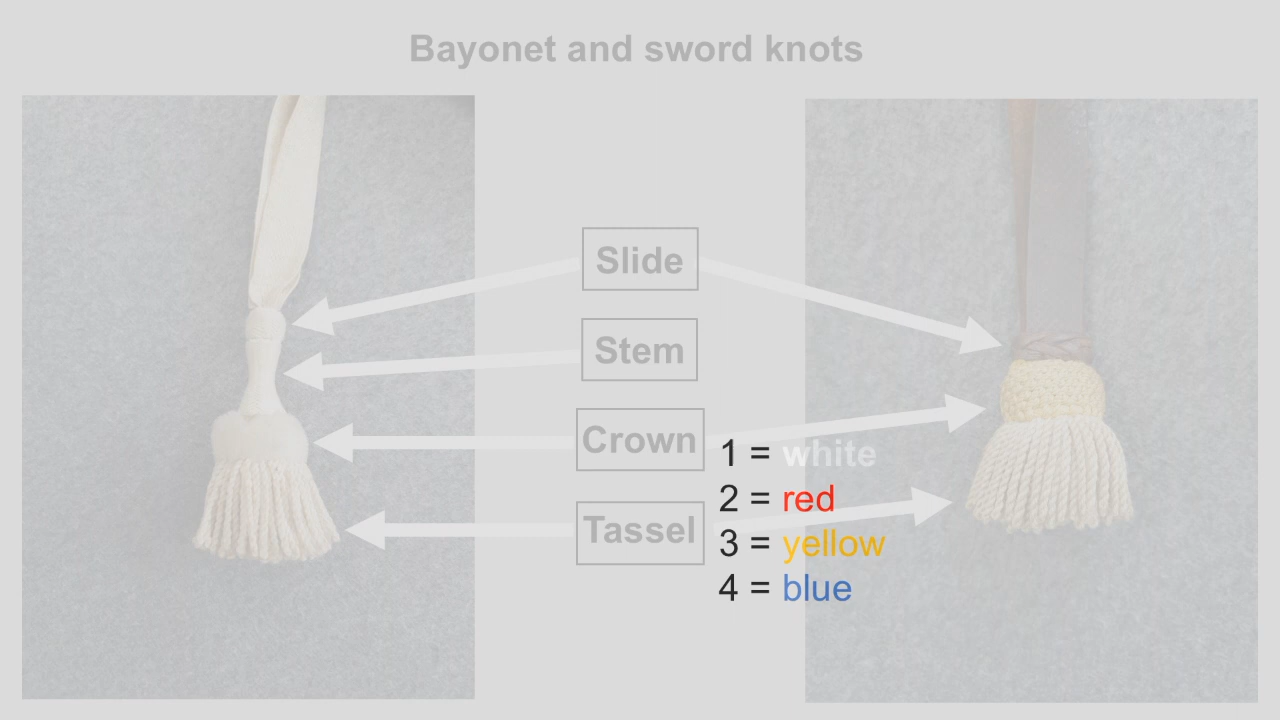 Bayonet and sword knots
Slide
Stem
Crown
Tassel
1 = white
2 = red
3 = yellow
4 = blue